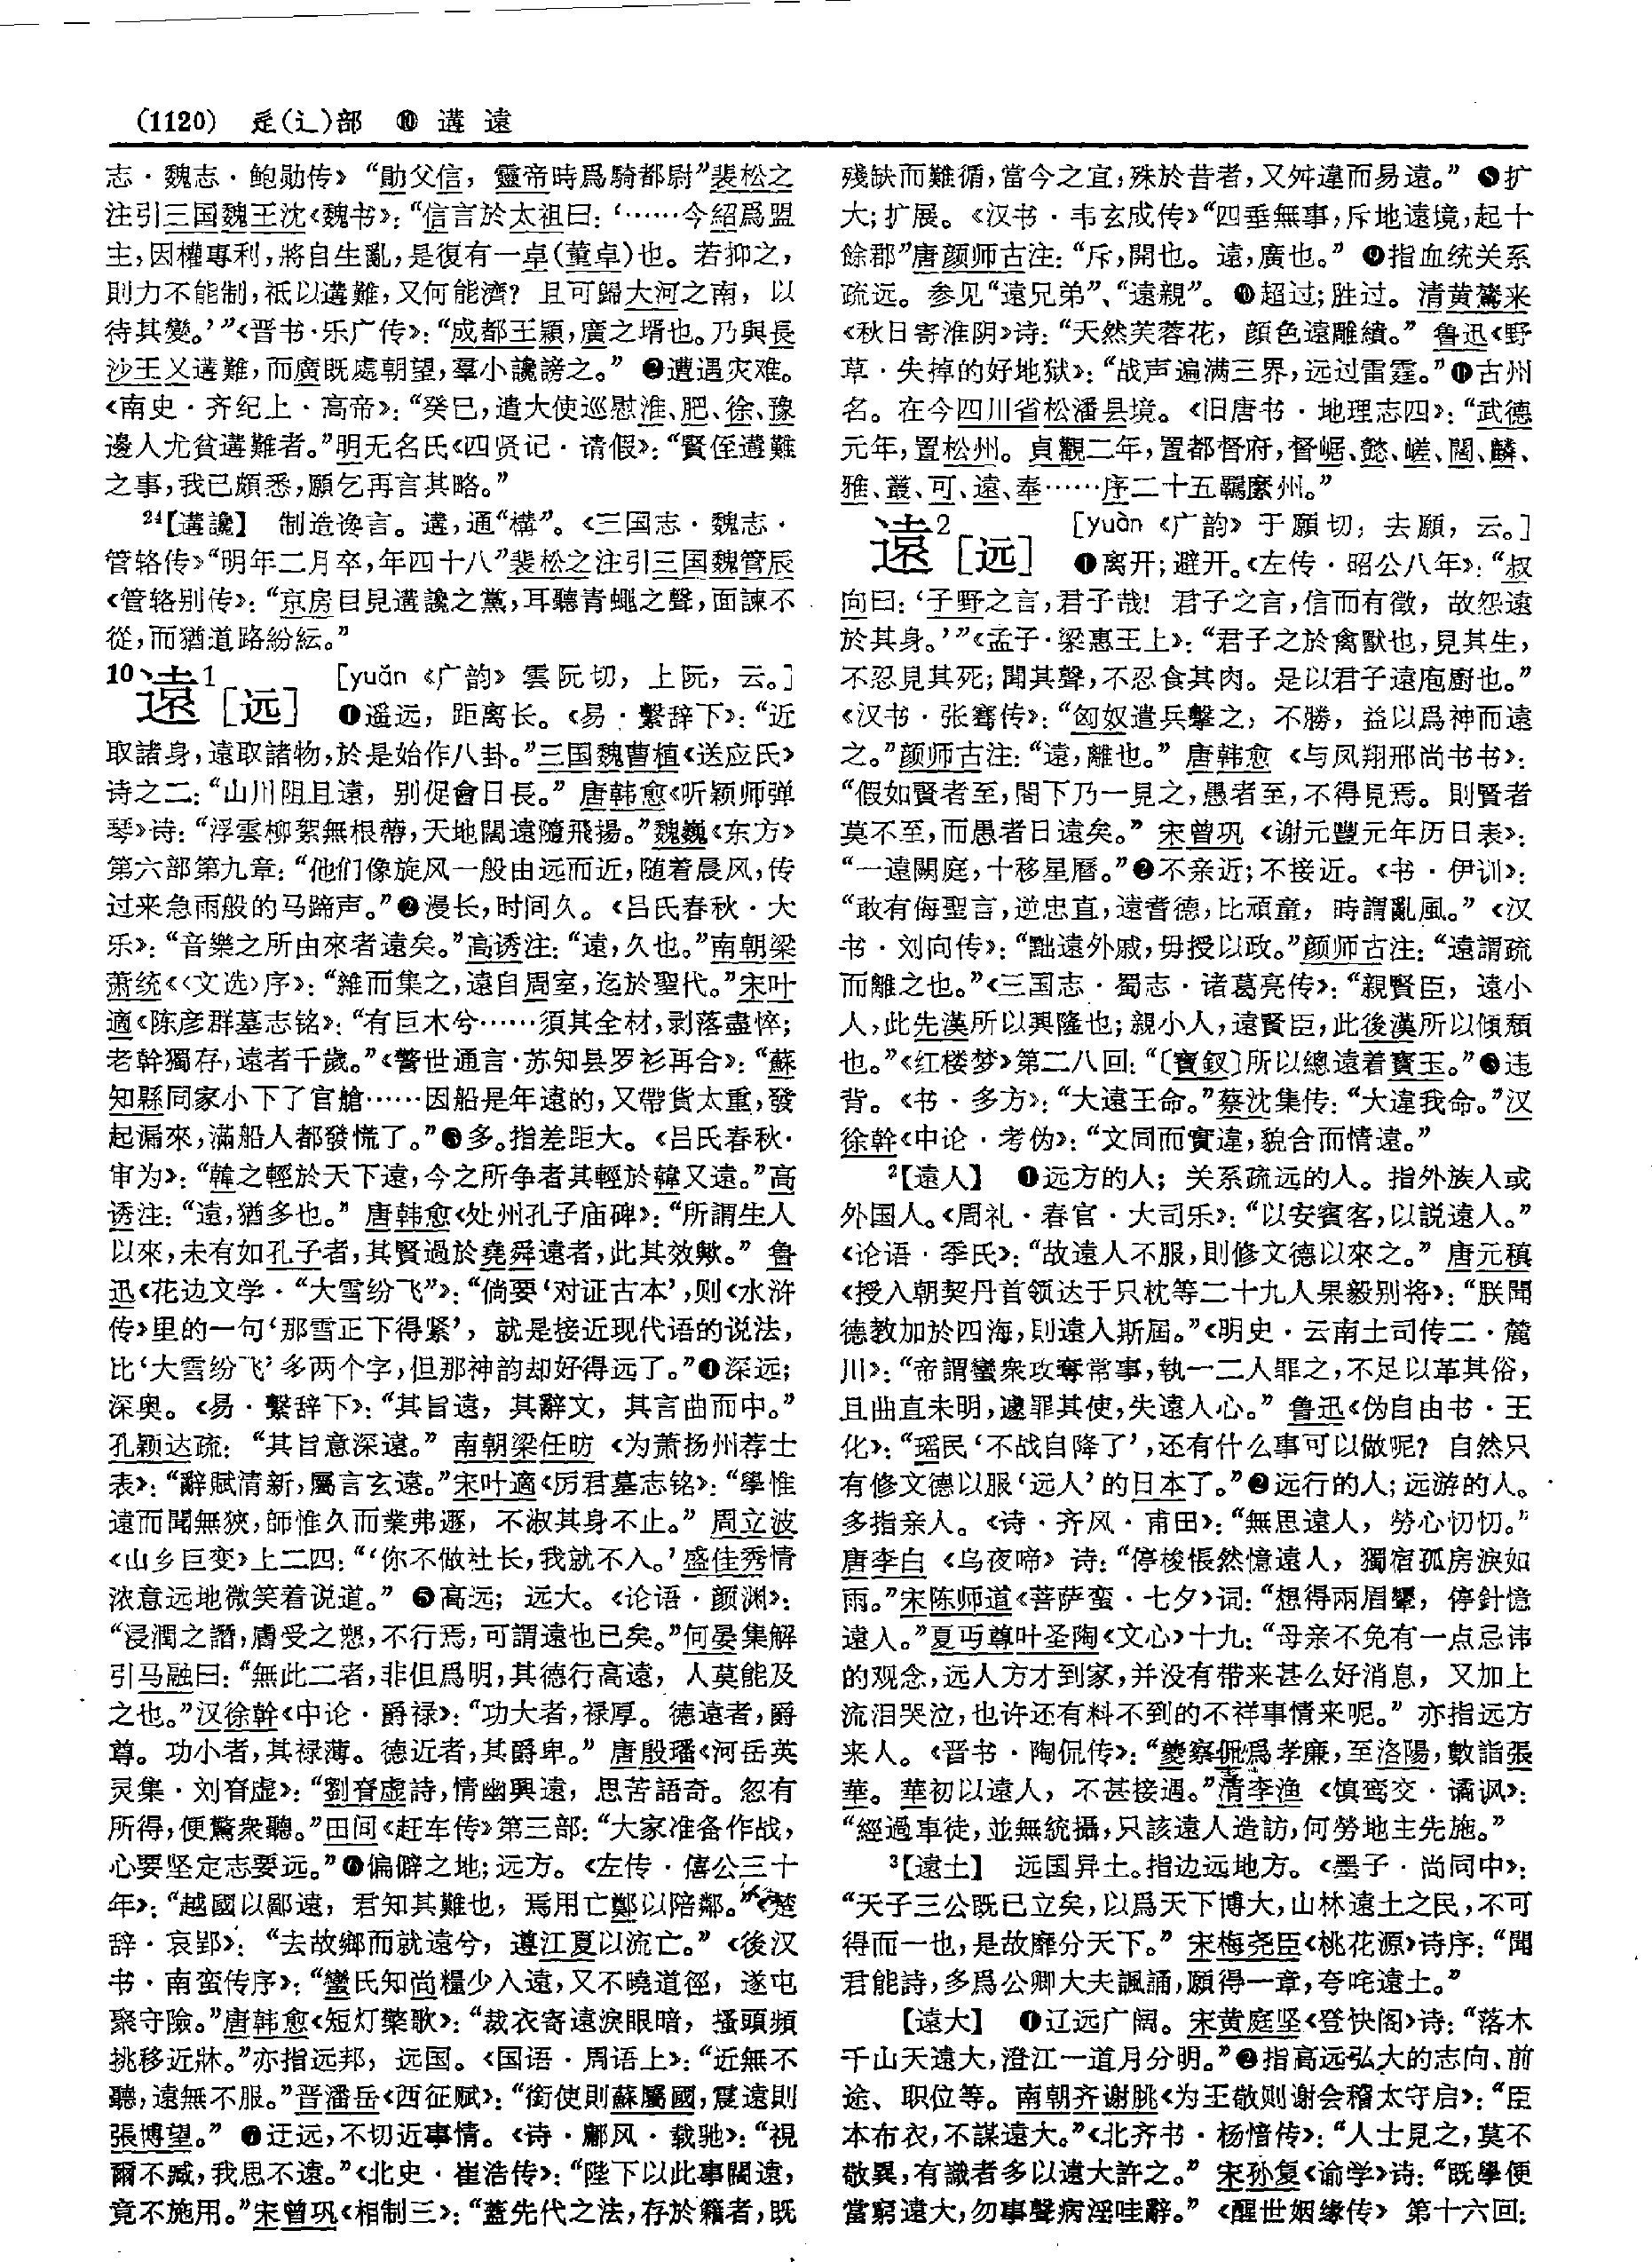 (1120) 辵(辶)部 ❿ 遘 遠
志·魏志·鲍勋传》“勛父信，靈帝時爲騎都尉”裴松之
注引三国魏王沈《魏书》：“信言於太祖曰：‘……今紹爲盟
主，因權專利，將自生亂，是復有一卓(董卓)也。若抑之，
則力不能制，衹以遘難，又何能濟？且可歸大河之南，以
待其變。’”《晋书·乐广传》：“成都王穎，廣之壻也。乃與長
沙王乂遘難，而廣既處朝望，羣小讒謗之。”❷遭遇灾难。
《南史·齐纪上·高帝》：“癸巳，遣大使巡慰淮、肥、徐、豫
邊人尤貧遘難者。”明无名氏《四贤记·请假》：“賢侄遘難
之事，我已頗悉，願乞再言其略。”
24【遘讒】 制造谗言。遘，通“構”。《三国志·魏志·
管辂传》“明年二月卒，年四十八”裴松之注引三国魏管辰
《管辂别传》：“京房目見遘讒之黨，耳聽青蠅之聲，面諫不
從，而猶道路紛紜。”
10遠1［远］ ［yuǎn 《广韵》雲阮切，上阮，云。］
❶遥远，距离长。《易·繫辞下》：“近
取諸身，遠取諸物，於是始作八卦。”三国魏曹植《送应氏》
诗之二：“山川阻且遠，别促會日長。”唐韩愈《听颖师弹
琴》诗：“浮雲柳絮無根蔕，天地闊遠隨飛揚。”魏巍《东方》
第六部第九章：“他们像旋风一般由远而近，随着晨风，传
过来急雨般的马蹄声。”❷漫长，时间久。《吕氏春秋·大
乐》：“音樂之所由來者遠矣。”高诱注：“遠，久也。”南朝梁
萧统《〈文选〉序》：“雜而集之，遠自周室，迄於聖代。”宋叶
適《陈彦群墓志铭》：“有巨木兮……須其全材，剥落盡悴；
老幹獨存，遠者千歲。”《警世通言·苏知县罗衫再合》：“蘇
知縣同家小下了官艙……因船是年遠的，又帶貨太重，發
起漏來，滿船人都發慌了。”❸多。指差距大。《吕氏春秋·
审为》：“韓之輕於天下遠，今之所争者其輕於韓又遠。”高
诱注：“遠，猶多也。”唐韩愈《处州孔子庙碑》：“所謂生人
以來，未有如孔子者，其賢過於堯舜遠者，此其效歟。”鲁
迅《花边文学·“大雪纷飞”》：“倘要‘对证古本’，则《水浒
传》里的一句‘那雪正下得紧’，就是接近现代语的说法，
比‘大雪纷飞’多两个字，但那神韵却好得远了。”❹深远；
深奥。《易·繫辞下》：“其旨遠，其辭文，其言曲而中。”
孔颖达疏：“其旨意深遠。”南朝梁任昉《为萧扬州荐士
表》：“辭賦清新，屬言玄遠。”宋叶適《厉君墓志铭》：“學惟
遠而聞無狹，師惟久而業弗遯，不淑其身不止。”周立波
《山乡巨变》上二四：“‘你不做社长，我就不入。’盛佳秀情
浓意远地微笑着说道。”❺高远；远大。《论语·颜渊》：
“浸潤之譖，膚受之愬，不行焉，可謂遠也已矣。”何晏集解
引马融曰：“無此二者，非但爲明，其德行高遠，人莫能及
之也。”汉徐幹《中论·爵禄》：“功大者，禄厚。德遠者，爵
尊。功小者，其禄薄。德近者，其爵卑。”唐殷璠《河岳英
灵集·刘眘虚》：“劉眘虚詩，情幽興遠，思苦語奇。忽有
所得，便驚衆聽。”田间《赶车传》第三部：“大家准备作战，
心要坚定志要远。”❻偏僻之地；远方。《左传·僖公三十
年》：“越國以鄙遠，君知其難也，焉用亡鄭以陪鄰。”《楚
辞·哀郢》：“去故鄉而就遠兮，遵江夏以流亡。”《後汉
书·南蛮传序》：“蠻氏知尚糧少入遠，又不曉道徑，遂屯
聚守險。”唐韩愈《短灯檠歌》：“裁衣寄遠淚眼暗，搔頭頻
挑移近牀。”亦指远邦，远国。《国语·周语上》：“近無不
聽，遠無不服。”晋潘岳《西征赋》：“銜使則蘇屬國，震遠則
張博望。”❼迂远，不切近事情。《诗·鄘风·载驰》：“視
爾不臧，我思不遠。”《北史·崔浩传》：“陛下以此事闊遠，
竟不施用。”宋曾巩《相制三》：“蓋先代之法，存於籍者，既
殘缺而難循，當今之宜，殊於昔者，又舛違而易遠。”❽扩
大；扩展。《汉书·韦玄成传》“四垂無事，斥地遠境，起十
餘郡”唐颜师古注：“斥，開也。遠，廣也。”❾指血统关系
疏远。参见“遠兄弟”、“遠親”。❿超过；胜过。清黄鷟来
《秋日寄淮阴》诗：“天然芙蓉花，顔色遠雕繢。”鲁迅《野
草·失掉的好地狱》：“战声遍满三界，远过雷霆。”⓫古州
名。在今四川省松潘县境。《旧唐书·地理志四》：“武德
元年，置松州。貞觀二年，置都督府，督崌、懿、嵯、闊、麟、
雅、叢、可、遠、奉……序二十五羈縻州。”
遠2［远］ ［yuàn 《广韵》于願切，去願，云。］
❶离开；避开。《左传·昭公八年》：“叔
向曰：‘子野之言，君子哉！君子之言，信而有徵，故怨遠
於其身。’”《孟子·梁惠王上》：“君子之於禽獸也，見其生，
不忍見其死；聞其聲，不忍食其肉。是以君子遠庖廚也。”
《汉书·张骞传》：“匈奴遣兵擊之，不勝，益以爲神而遠
之。”颜师古注：“遠，離也。”唐韩愈《与凤翔邢尚书书》：
“假如賢者至，閤下乃一見之，愚者至，不得見焉。則賢者
莫不至，而愚者日遠矣。”宋曾巩《谢元豐元年历日表》：
“一遠闕庭，十移星曆。”❷不亲近；不接近。《书·伊训》：
“敢有侮聖言，逆忠直，遠耆德，比頑童，時謂亂風。”《汉
书·刘向传》：“黜遠外戚，毋授以政。”颜师古注：“遠謂疏
而離之也。”《三国志·蜀志·诸葛亮传》：“親賢臣，遠小
人，此先漢所以興隆也；親小人，遠賢臣，此後漢所以傾頽
也。”《红楼梦》第二八回：“〔寶釵〕所以總遠着寶玉。”❸违
背。《书·多方》：“大遠王命。”蔡沈集传：“大違我命。”汉
徐幹《中论·考伪》：“文同而實違，貌合而情遠。”
2【遠人】 ❶远方的人；关系疏远的人。指外族人或
外国人。《周礼·春官·大司乐》：“以安賓客，以説遠人。”
《论语·季氏》：“故遠人不服，則修文德以來之。”唐元稹
《授入朝契丹首领达于只枕等二十九人果毅别将》：“朕聞
德教加於四海，則遠人斯屆。”《明史·云南土司传二·麓
川》：“帝謂蠻衆攻奪常事，執一二人罪之，不足以革其俗，
且曲直未明，遽罪其使，失遠人心。”鲁迅《伪自由书·王
化》：“瑶民‘不战自降了’，还有什么事可以做呢？自然只
有修文德以服‘远人’的日本了。”❷远行的人；远游的人。
多指亲人。《诗·齐风·甫田》：“無思遠人，勞心忉忉。”
唐李白《乌夜啼》诗：“停梭悵然憶遠人，獨宿孤房淚如
雨。”宋陈师道《菩萨蛮·七夕》词：“想得兩眉顰，停針憶
遠人。”夏丏尊叶圣陶《文心》十九：“母亲不免有一点忌讳
的观念，远人方才到家，并没有带来甚么好消息，又加上
流泪哭泣，也许还有料不到的不祥事情来呢。”亦指远方
来人。《晋书·陶侃传》：“夔察侃爲孝廉，至洛陽，數詣張
華。華初以遠人，不甚接遇。”清李渔《慎鸾交·谲讽》：
“經過車徒，並無統攝，只該遠人造訪，何勞地主先施。”
3【遠土】 远国异土。指边远地方。《墨子·尚同中》：
“天子三公既已立矣，以爲天下博大，山林遠土之民，不可
得而一也，是故靡分天下。”宋梅尧臣《桃花源》诗序：“聞
君能詩，多爲公卿大夫諷誦，願得一章，夸咤遠土。”
【遠大】 ❶辽远广阔。宋黄庭坚《登快阁》诗：“落木
千山天遠大，澄江一道月分明。”❷指高远弘大的志向、前
途、职位等。南朝齐谢朓《为王敬则谢会稽太守启》：“臣
本布衣，不謀遠大。”《北齐书·杨愔传》：“人士見之，莫不
敬異，有識者多以遠大許之。”宋孙复《谕学》诗：“既學便
當窮遠大，勿事聲病淫哇辭。”《醒世姻缘传》第十六回：